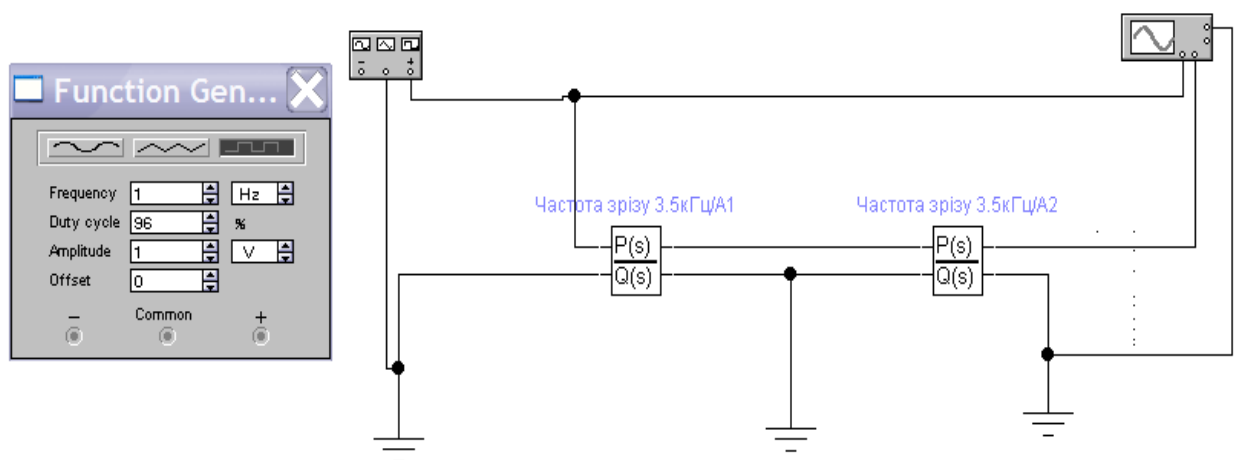 Function Gen...
Frequency 1 Hz
Duty cycle 96 %
Amplitude 1 V
Offset 0
− Common +
− +
Частота зрізу 3.5кГц/A1
Частота зрізу 3.5кГц/A2
P(s)
Q(s)
P(s)
Q(s)